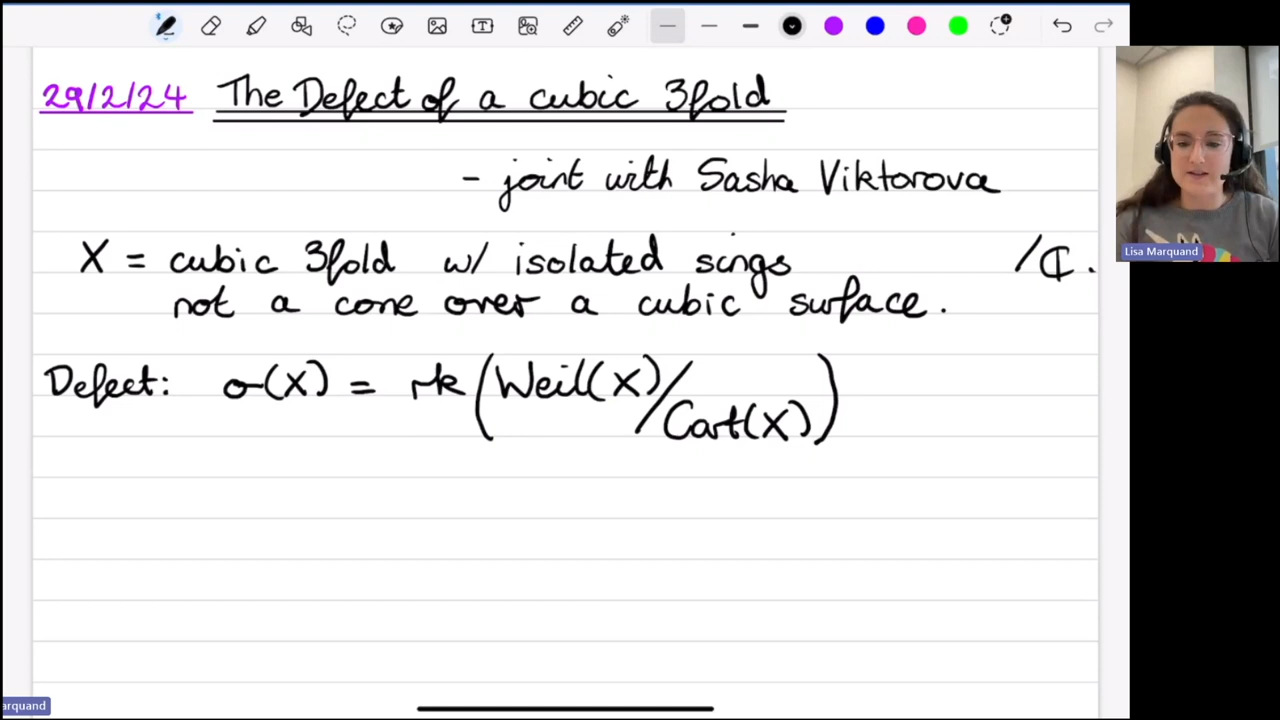 29/2/24 The Defect of a cubic 3fold
- joint with Sasha Viktorova
X = cubic 3fold w/ isolated sings /ℂ.
not a cone over a cubic surface.
Defect: σ(X) = rk(Weil(X)/Cart(X))
Lisa Marquand
arquand